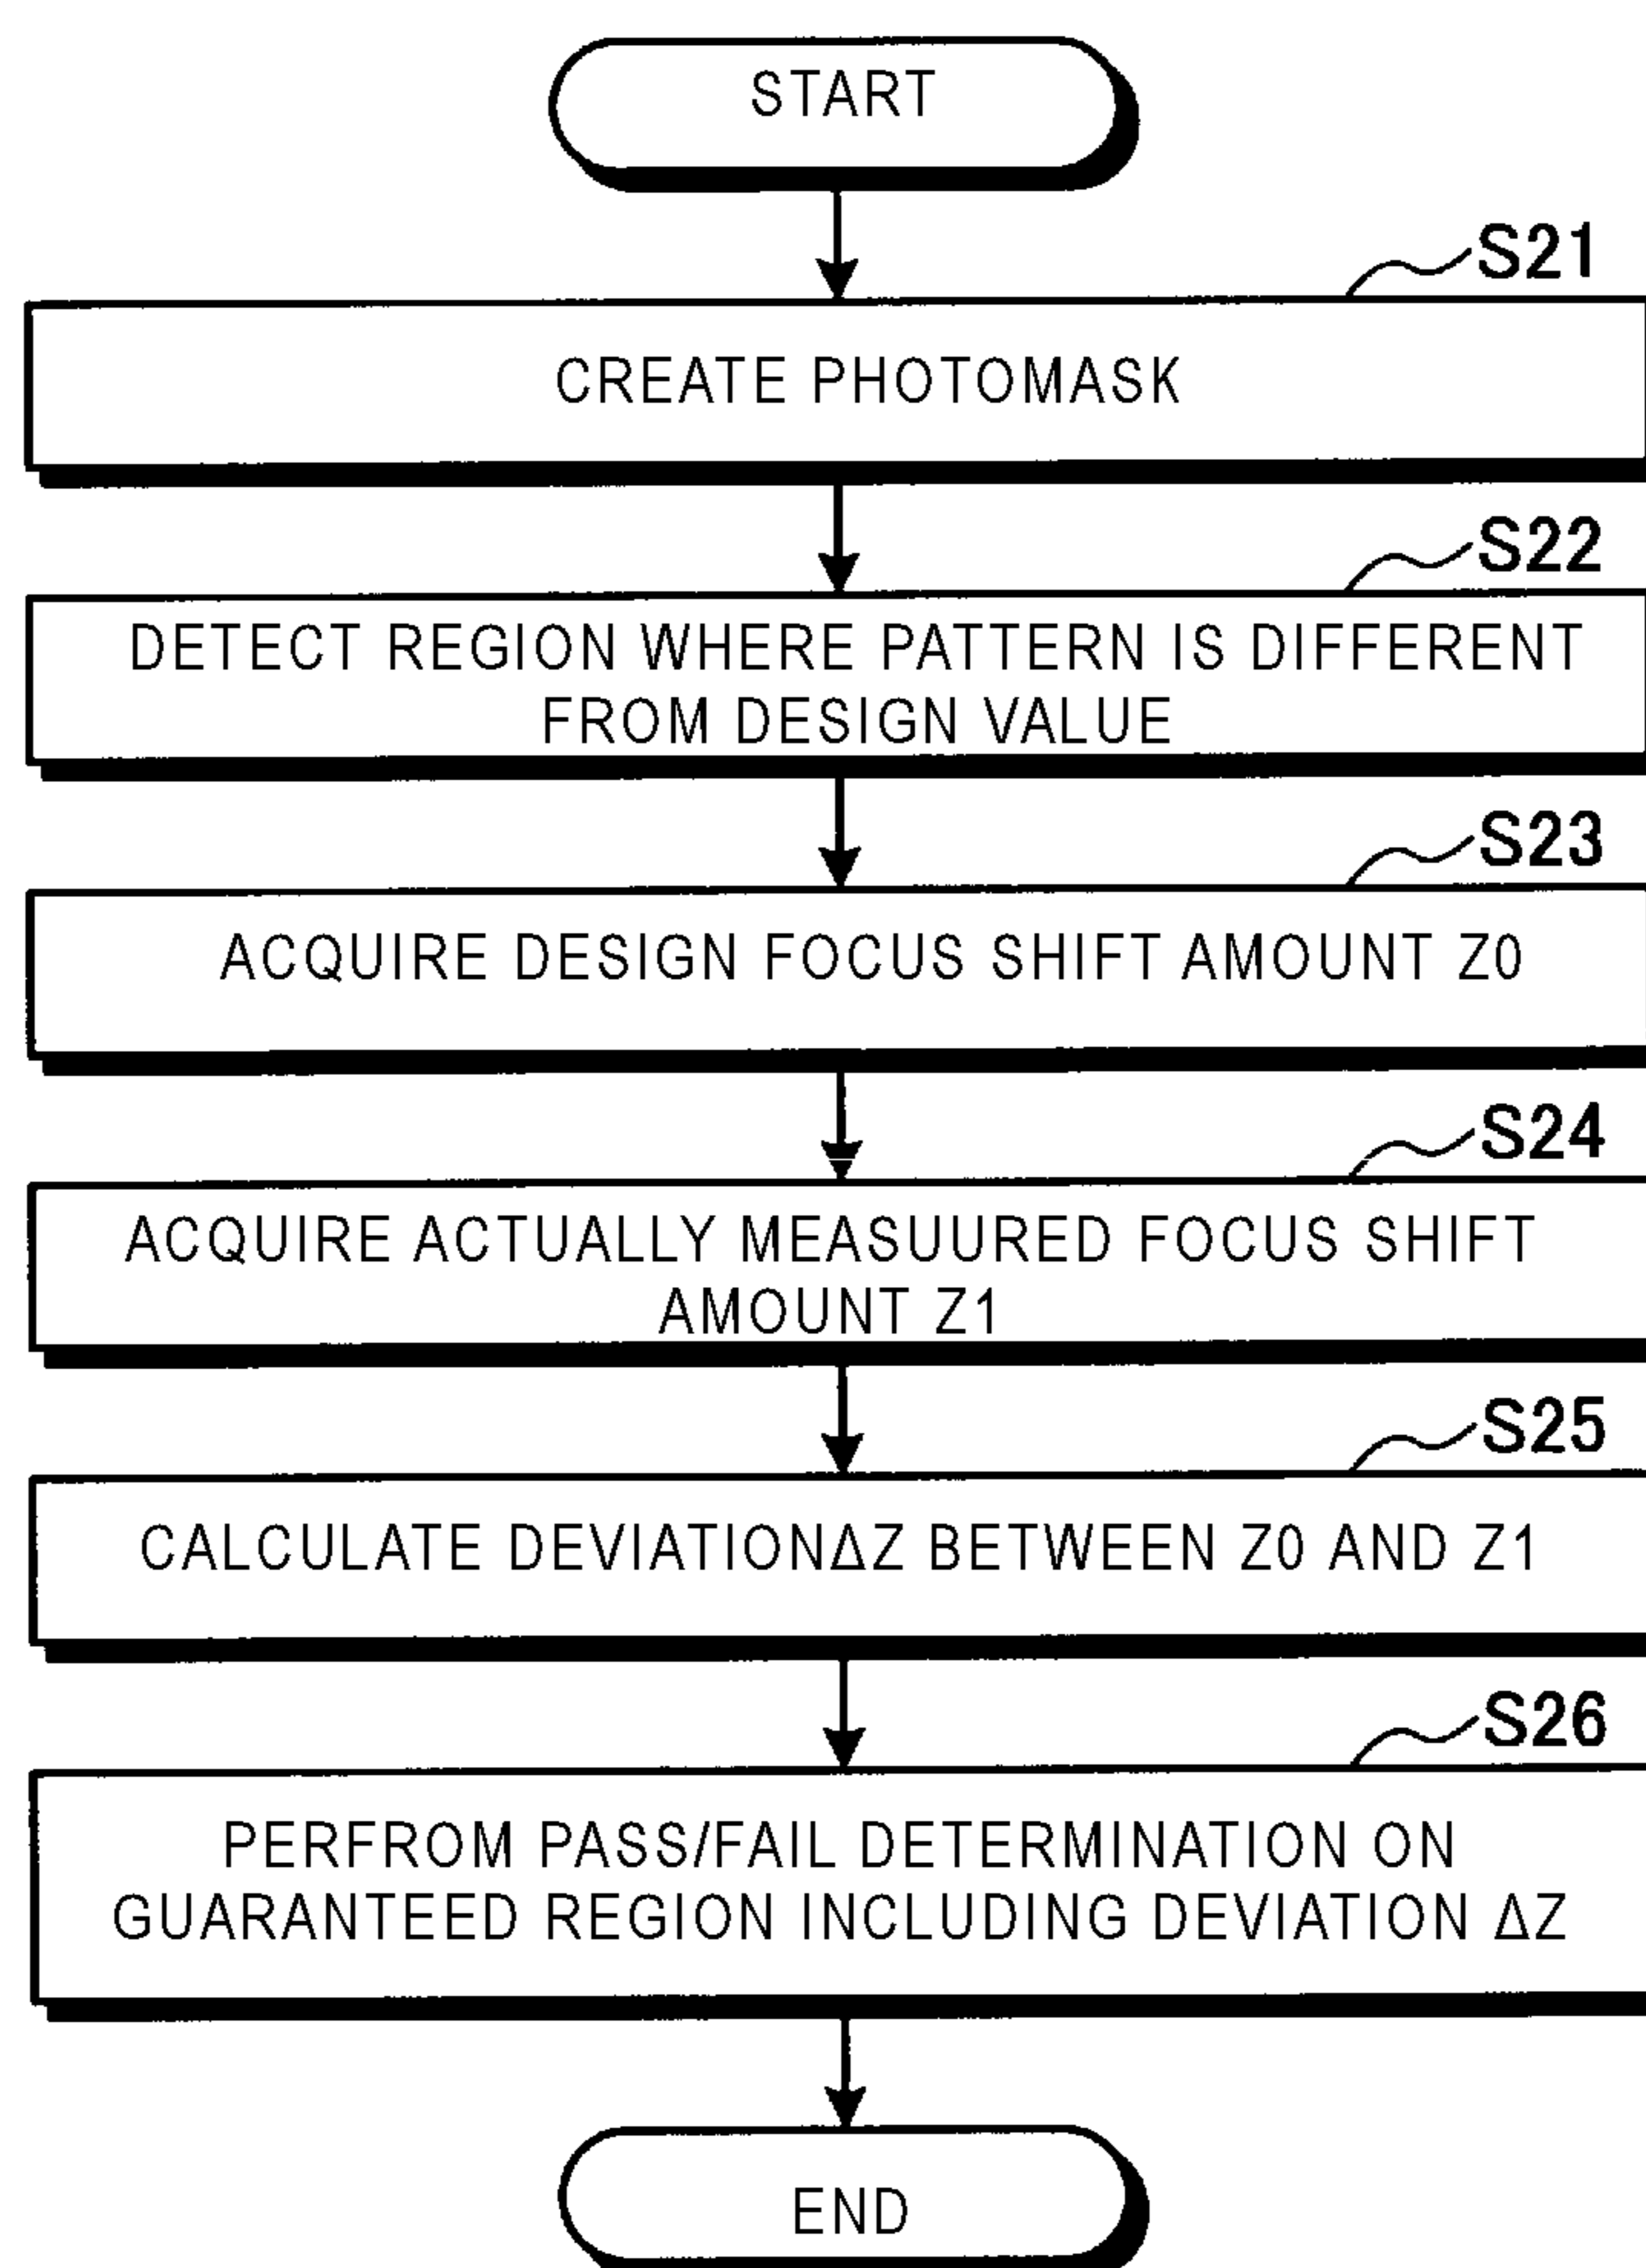 START
S21
CREATE PHOTOMASK
S22
DETECT REGION WHERE PATTERN IS DIFFERENT
FROM DESIGN VALUE
S23
ACQUIRE DESIGN FOCUS SHIFT AMOUNT Z0
S24
ACQUIRE ACTUALLY MEASUURED FOCUS SHIFT
AMOUNT Z1
S25
CALCULATE DEVIATIONΔZ BETWEEN Z0 AND Z1
S26
PERFROM PASS/FAIL DETERMINATION ON
GUARANTEED REGION INCLUDING DEVIATION ΔZ
END